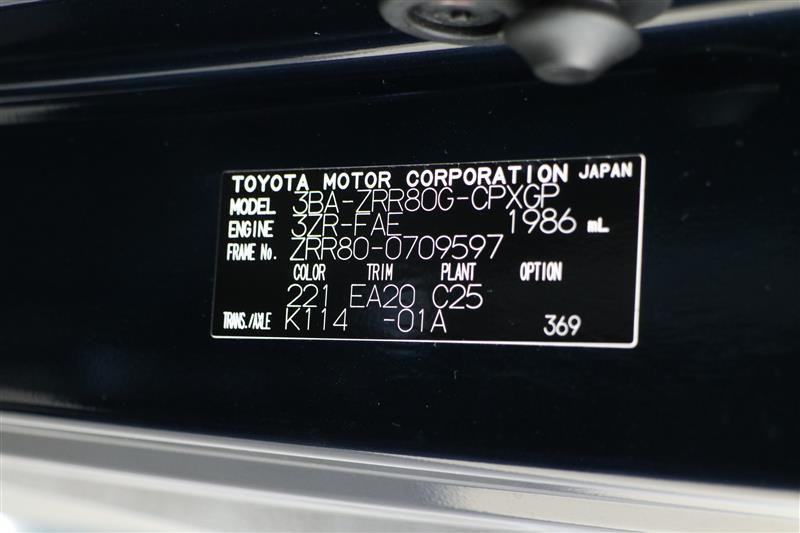 TOYOTA MOTOR CORPORATION JAPAN
MODEL 3BA-ZRR80G-CPXGP
ENGINE 3ZR-FAE 1986 mL
FRAME No. ZRR80-0709597
COLOR TRIM PLANT OPTION
221 EA20 C25
TRANS./AXLE K114 -01A 369